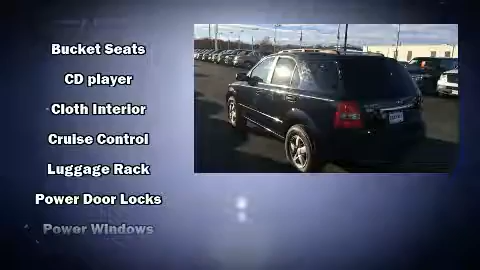 Bucket Seats
CD player
Cloth Interior
Cruise Control
Luggage Rack
Power Door Locks
Power Windows